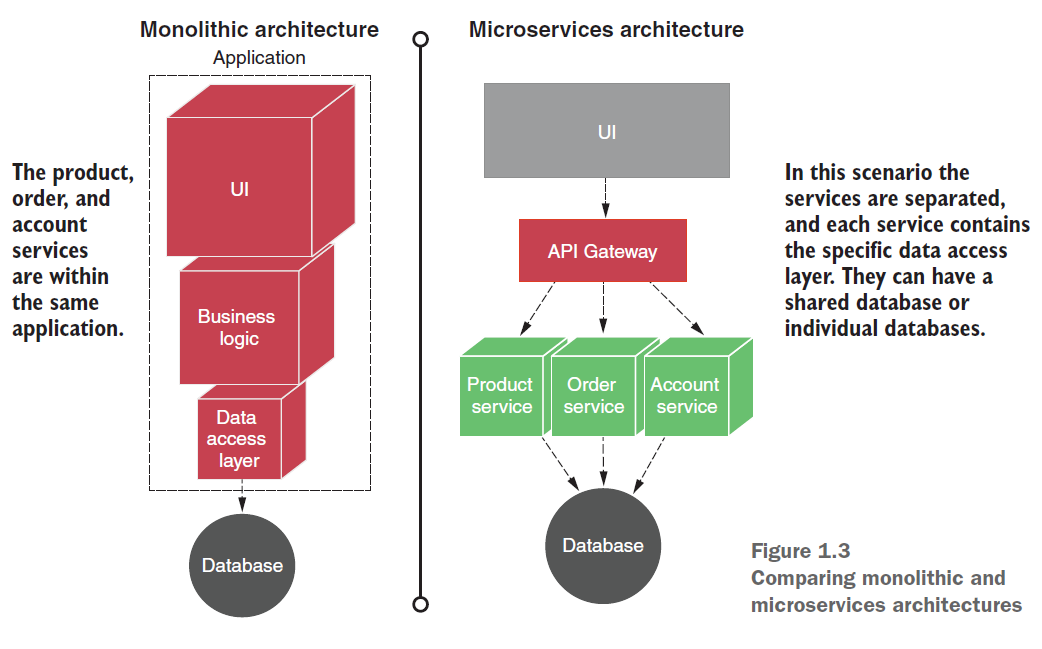 Monolithic architecture
Application
The product,
order, and
account
services
are within
the same
application.
UI
Business
logic
Data
access
layer
Database
Microservices architecture
UI
API Gateway
Product
service
Order
service
Account
service
Database
In this scenario the
services are separated,
and each service contains
the specific data access
layer. They can have a
shared database or
individual databases.
Figure 1.3
Comparing monolithic and
microservices architectures